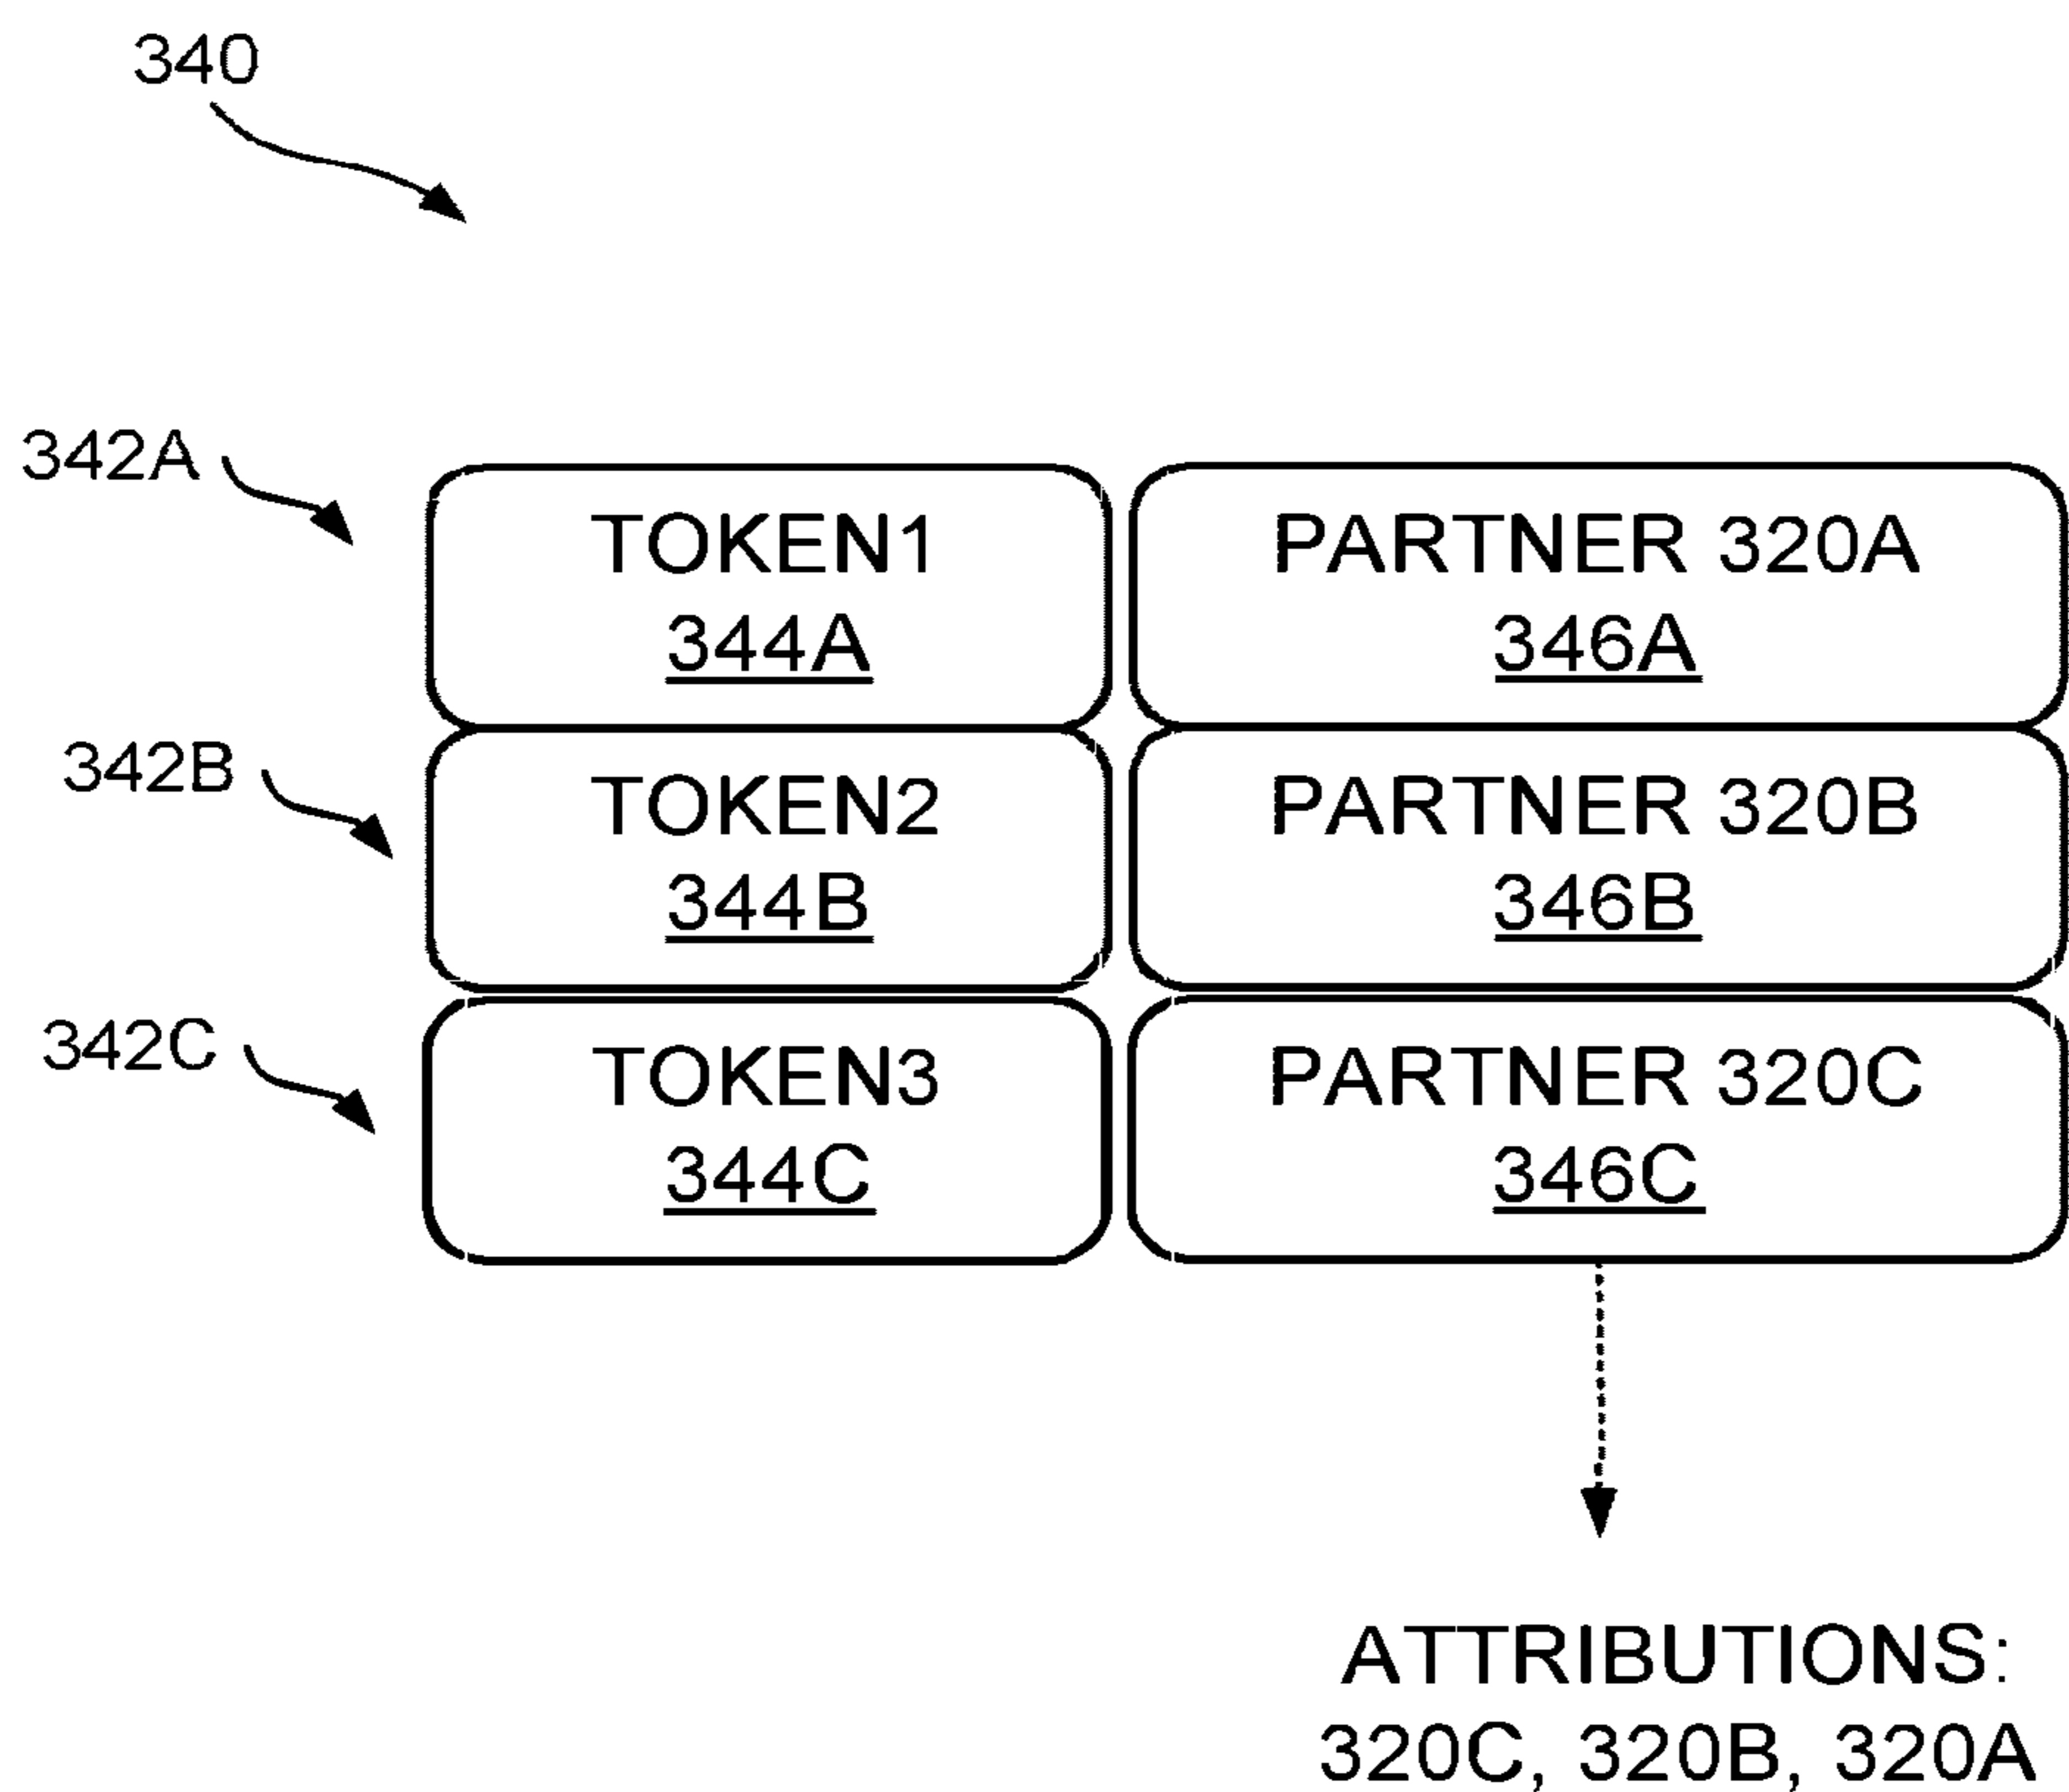 340
342A
TOKEN1
344A
PARTNER 320A
346A
342B
TOKEN2
344B
PARTNER 320B
346B
342C
TOKEN3
344C
PARTNER 320C
346C
ATTRIBUTIONS:
320C, 320B, 320A